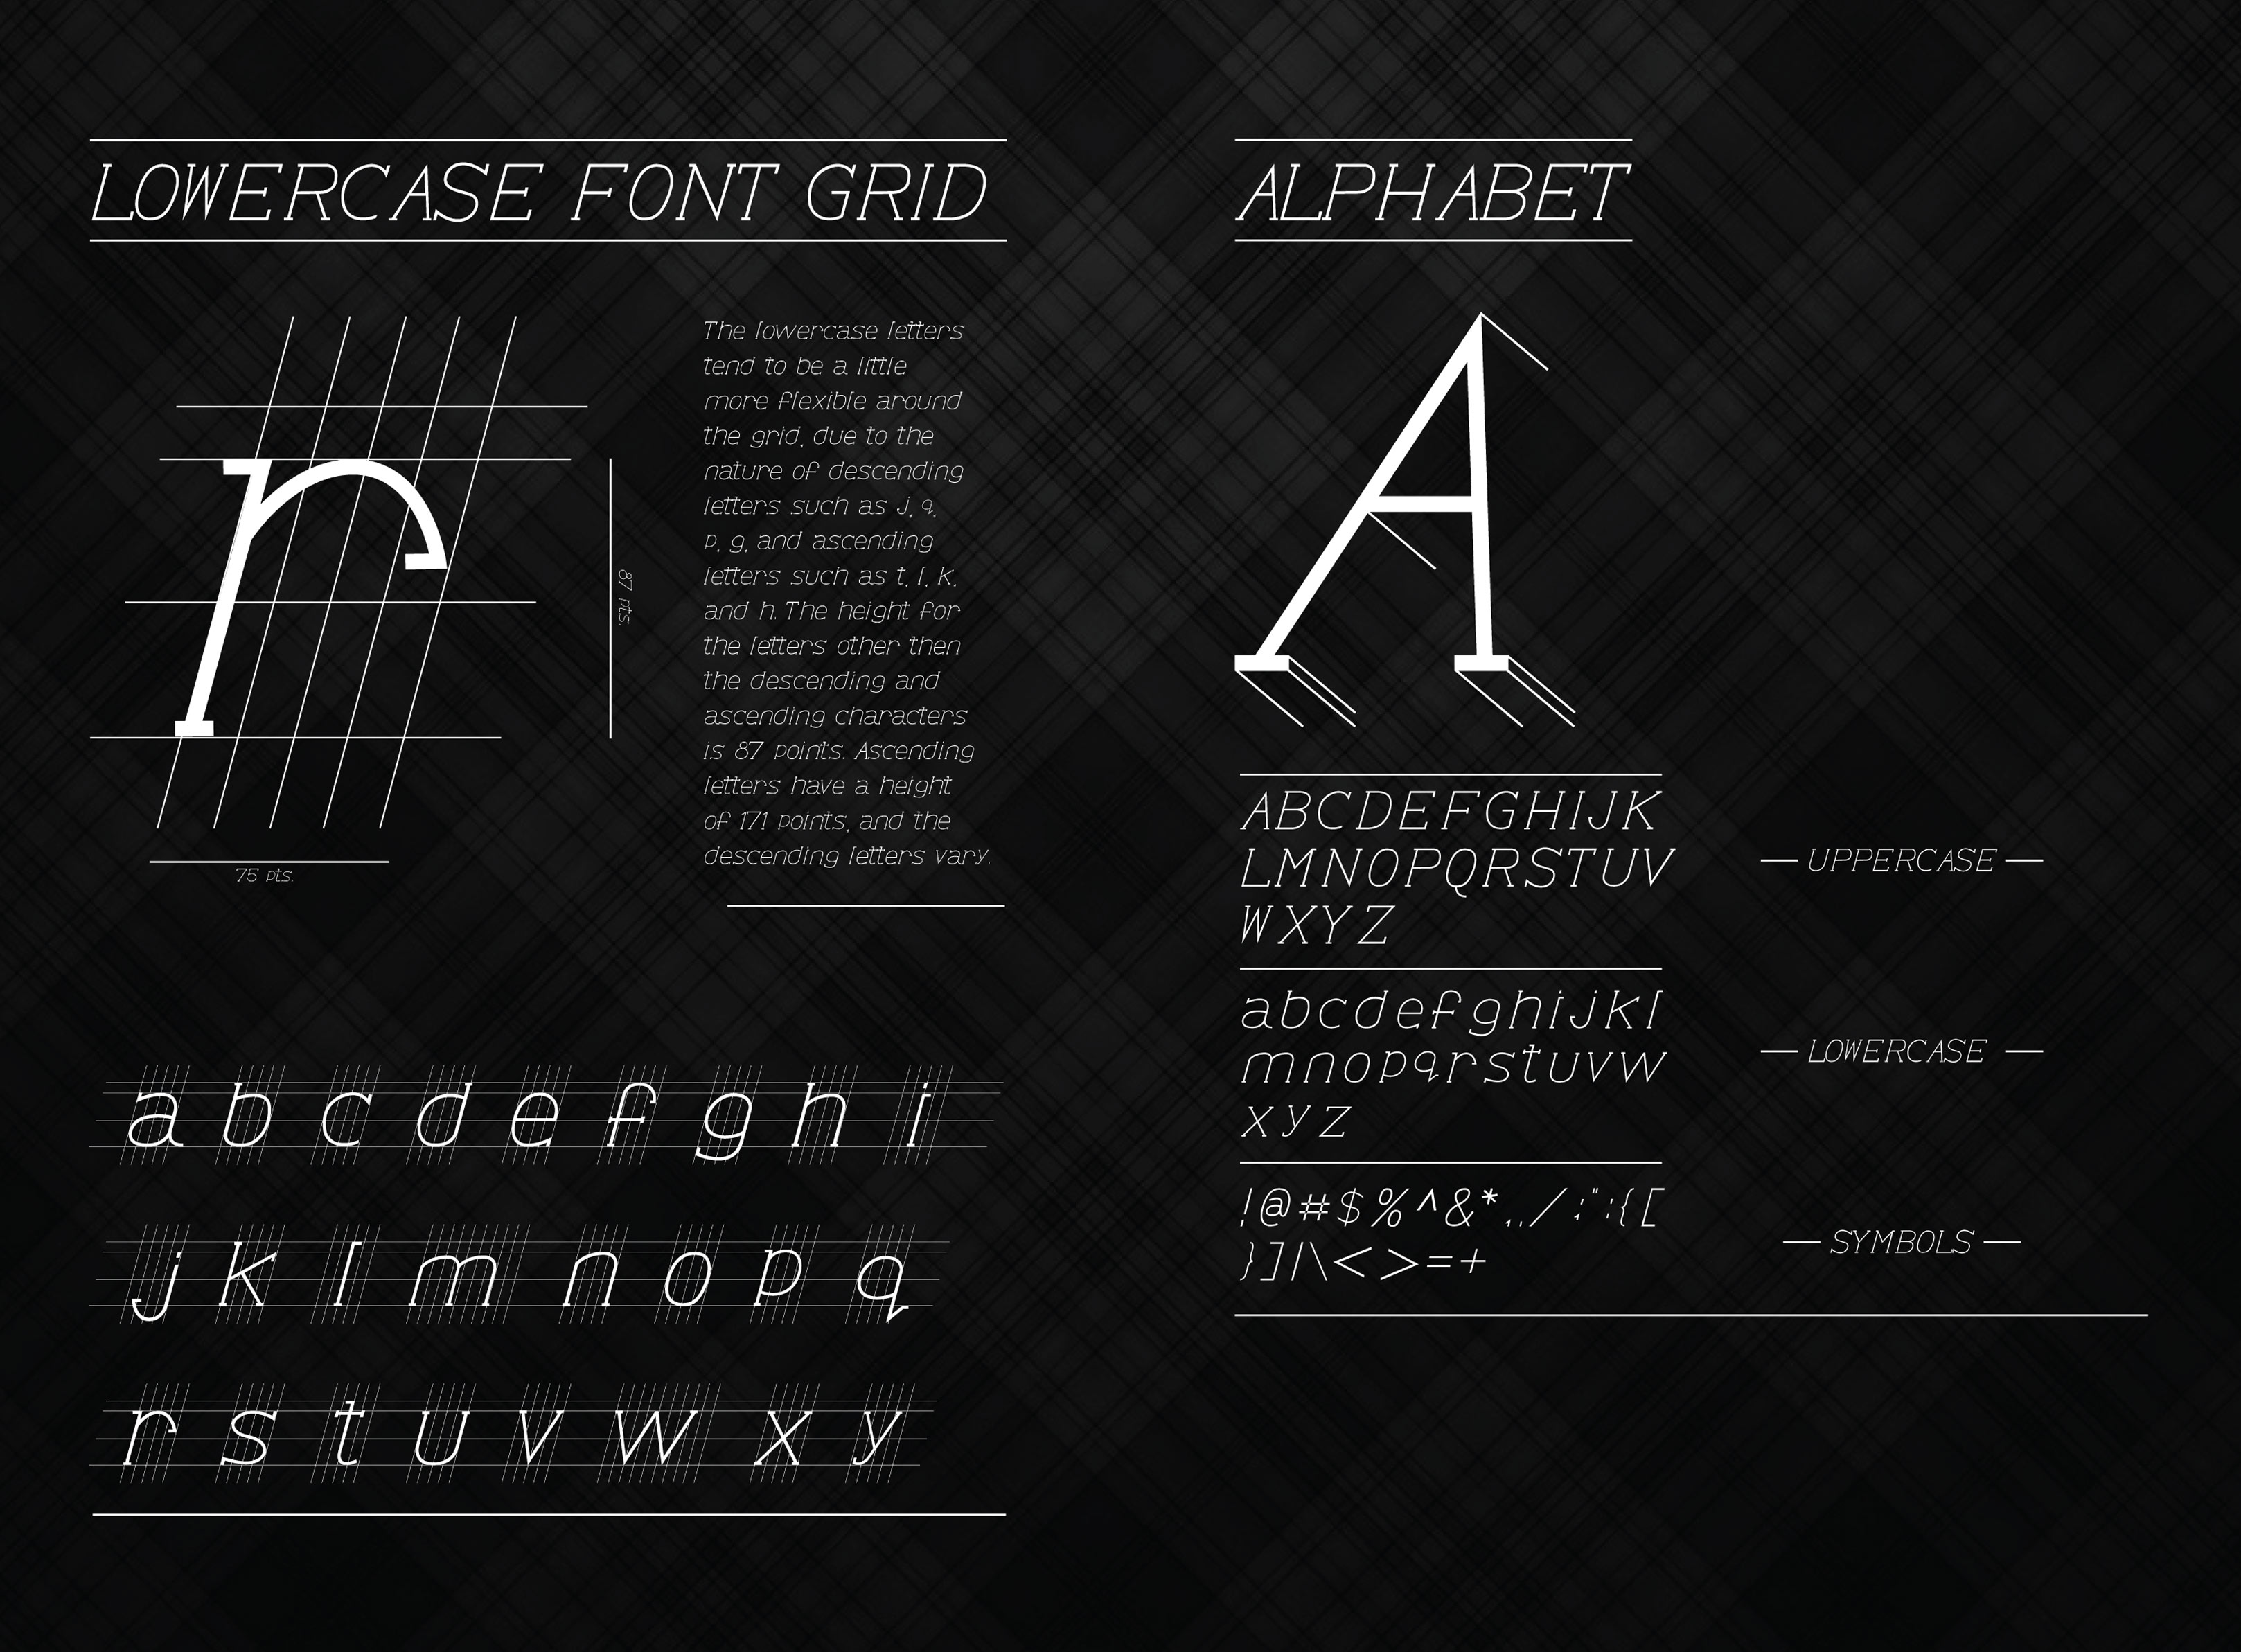 LOWERCASE FONT GRID
r
87 pts.
75 pts.
The lowercase letters
tend to be a little
more flexible around
the grid, due to the
nature of descending
letters such as j, q,
p, g, and ascending
letters such as t, l, k,
and h. The height for
the letters other then
the descending and
ascending characters
is 87 points. Ascending
letters have a height
of 171 points, and the
descending letters vary.
a b c d e f g h i
j k l m n o p q
r s t u v w x y
ALPHABET
A
ABCDEFGHIJK
LMNOPQRSTUV
WXYZ
UPPERCASE
abcdefghijkl
mnopqrstuvw
xyz
LOWERCASE
!@#$%^&*.,/;":{[
}]|\<>=+
SYMBOLS